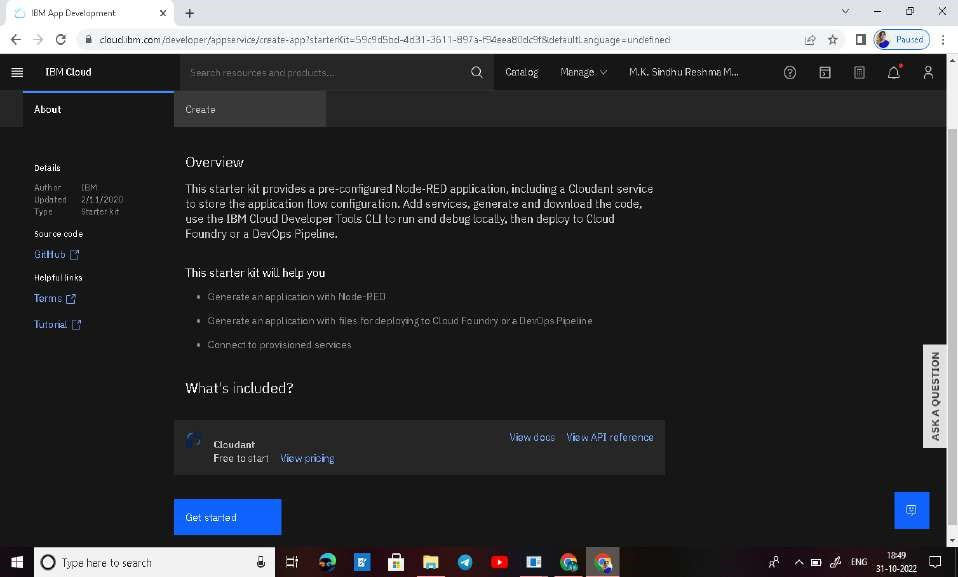 IBM App Development
cloud.ibm.com/developer/appservice/create-app?starterKit=59c9d5bd-4d31-3611-897a-f94eea80dc9f&defaultLanguage=undefined
Paused
IBM Cloud
Search resources and products...
Catalog
Manage
M.K. Sindhu Reshma M...
About
Create
Details
Author IBM
Updated 2/11/2020
Type Starter kit
Source code
GitHub
Helpful links
Terms
Tutorial
Overview
This starter kit provides a pre-configured Node-RED application, including a Cloudant service
to store the application flow configuration. Add services, generate and download the code,
use the IBM Cloud Developer Tools CLI to run and debug locally, then deploy to Cloud
Foundry or a DevOps Pipeline.
This starter kit will help you
• Generate an application with Node-RED
• Generate an application with files for deploying to Cloud Foundry or a DevOps Pipeline
• Connect to provisioned services
What's included?
Cloudant
Free to start View pricing
View docs View API reference
Get started
ASK A QUESTION
Type here to search
ENG
18:49
31-10-2022